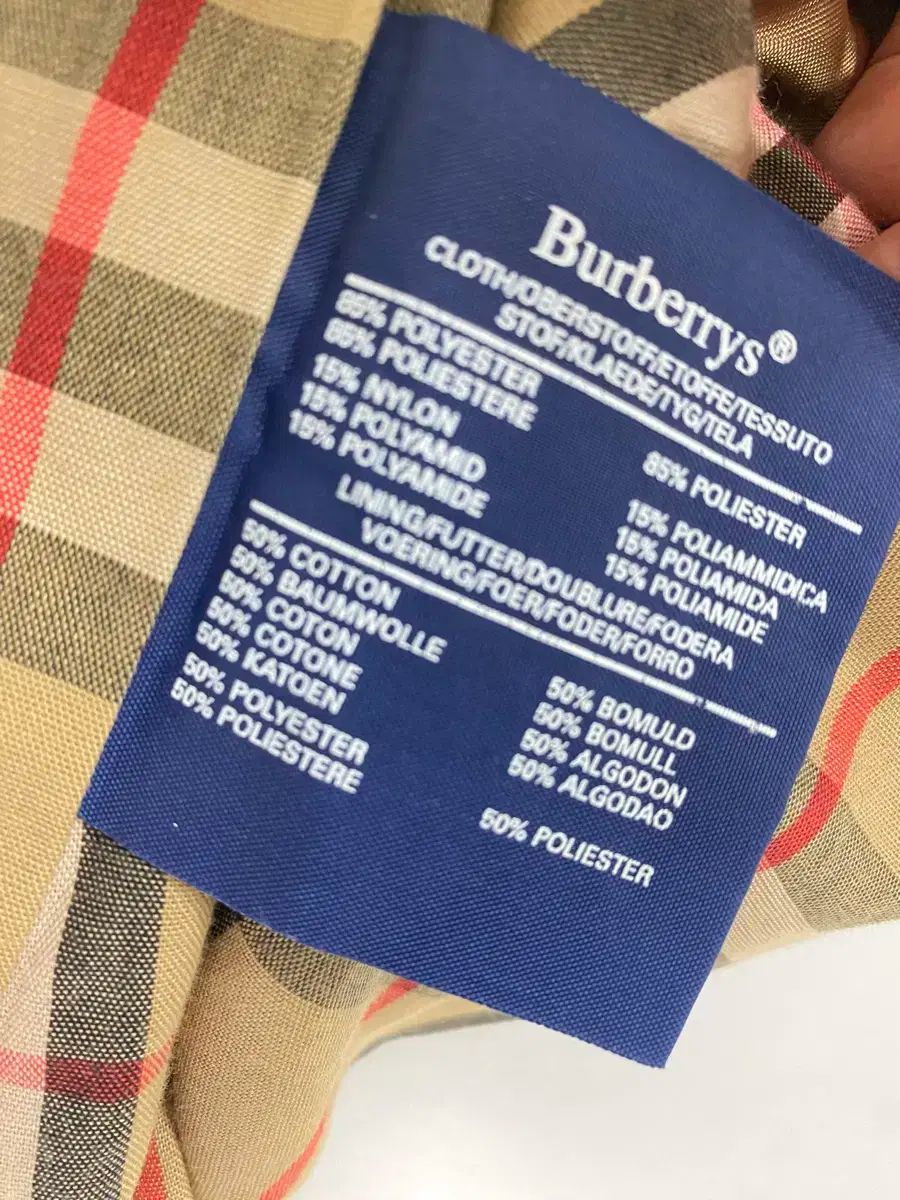 Burberrys®
CLOTH/OBERSTOFF/ETOFFE/TESSUTO
STOF/KLAEDE/TYG/TELA
85% POLYESTER
85% POLIESTERE
85% POLIESTER
15% NYLON
15% POLYAMID
15% POLYAMIDE
15% POLIAMMIDICA
15% POLIAMIDA
15% POLIAMIDE
LINING/FUTTER/DOUBLURE/FODERA
VOERING/FOER/FODER/FORRO
50% COTTON
50% BAUMWOLLE
50% COTON
50% COTONE
50% KATOEN
50% BOMULD
50% BOMULL
50% ALGODON
50% ALGODAO
50% POLYESTER
50% POLIESTERE
50% POLIESTER